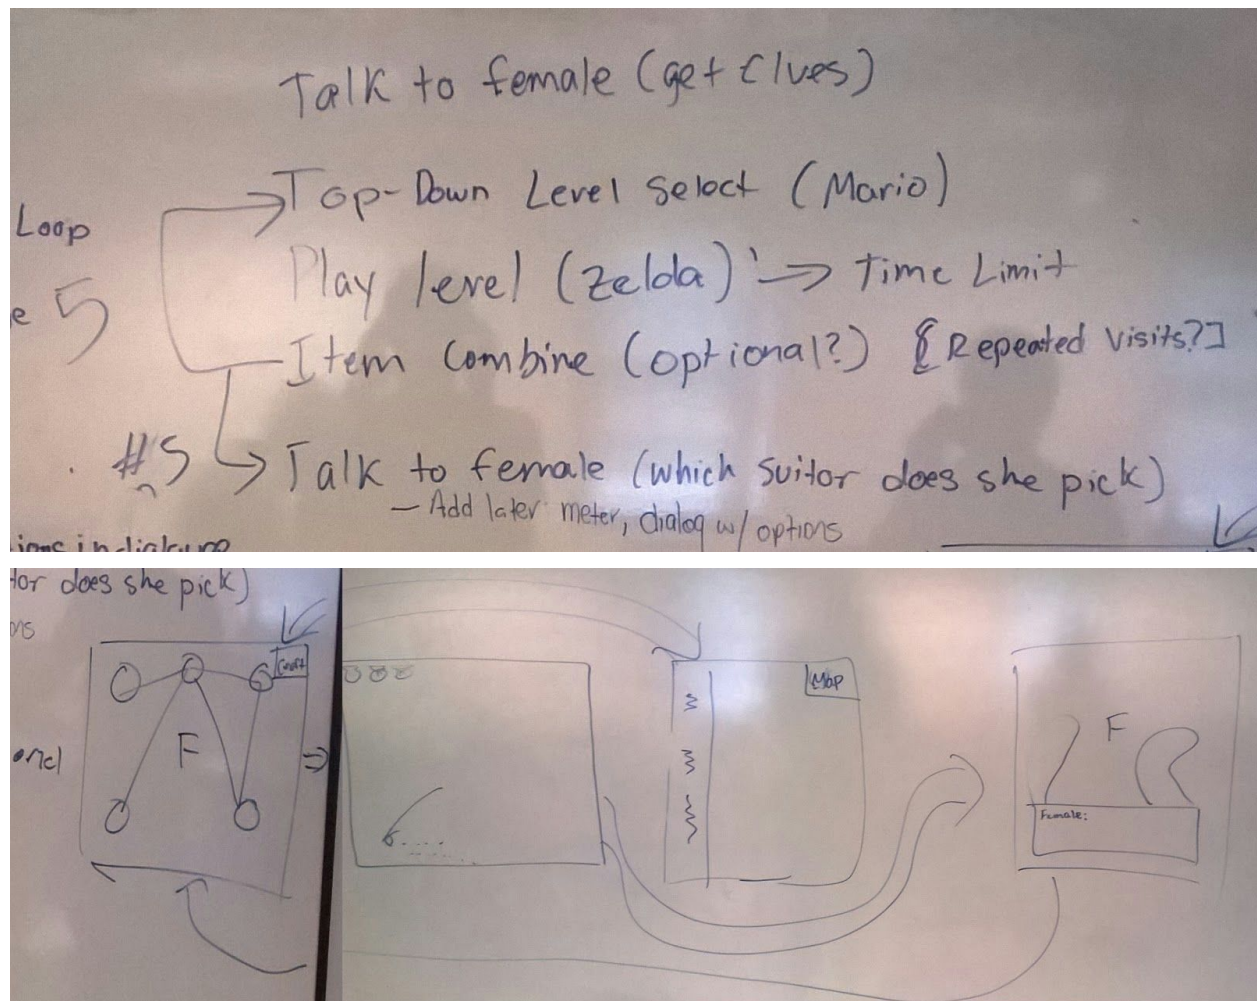 Talk to female (get Clues)
Top-Down Level Select (Mario)
Loop
Play level (Zelda) → Time Limit
e 5
Item Combine (optional?) [Repeated Visits?]
#5 Talk to female (which suitor does she pick)
— Add later meter, dialog w/ options
tor does she pick)
ons
Craft
Map
F
F
Female: